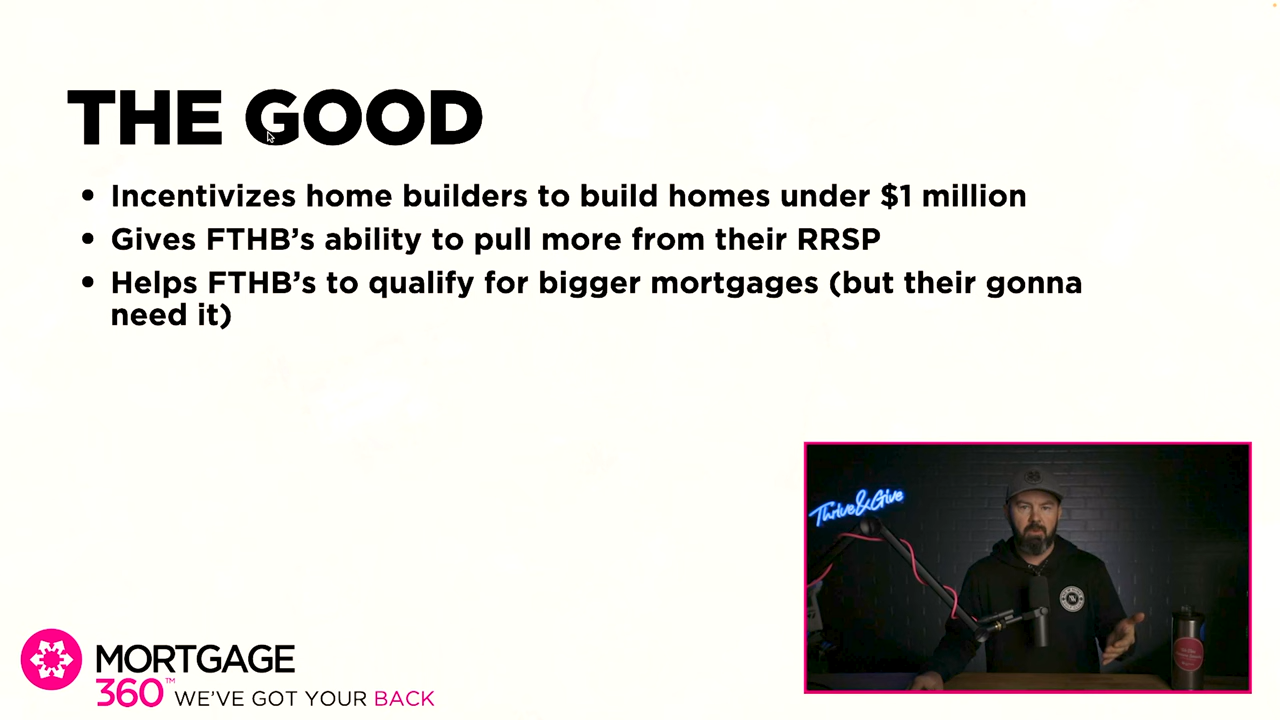 THE GOOD
• Incentivizes home builders to build homes under $1 million
• Gives FTHB’s ability to pull more from their RRSP
• Helps FTHB’s to qualify for bigger mortgages (but their gonna
need it)
Thrive&Give
MORTGAGE
360™ WE’VE GOT YOUR BACK